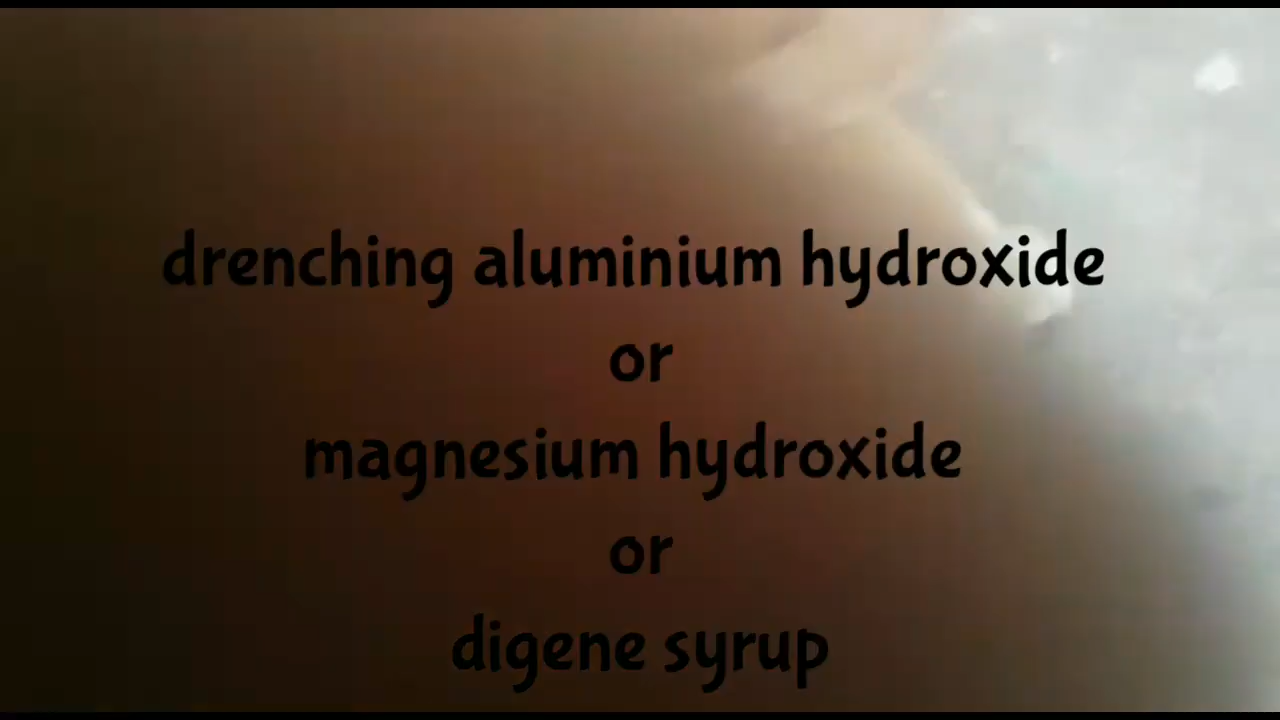 drenching aluminium hydroxide
or
magnesium hydroxide
or
digene syrup